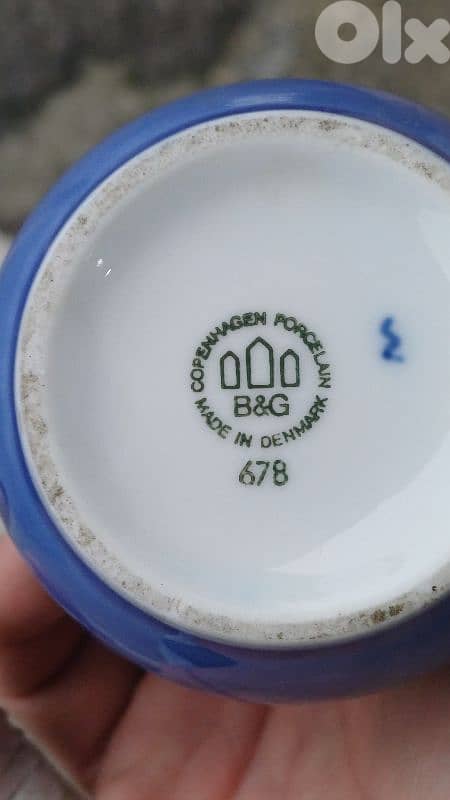 Olx
COPENHAGEN PORCELAIN
B&G
MADE IN DENMARK
678